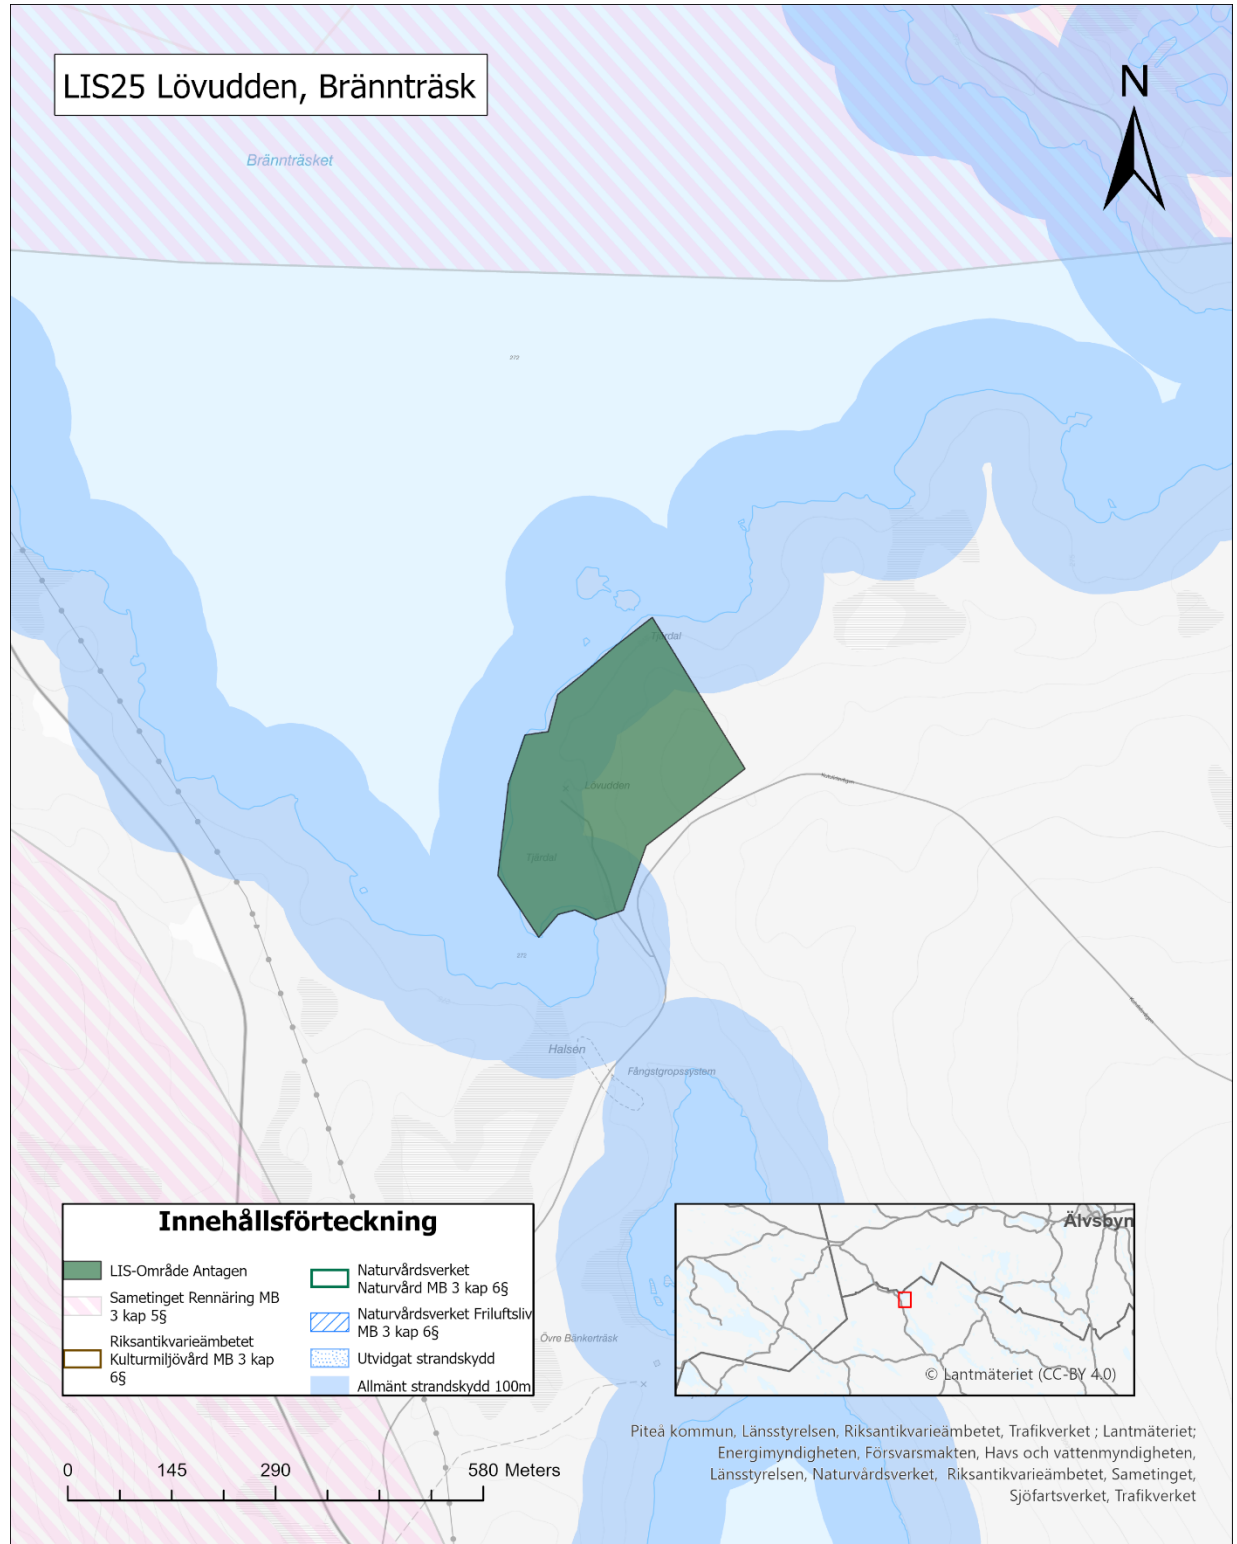 LIS25 Lövudden, Brännträsk
N
Brännträsket
272
Tjärdal
Lövudden
Kututräskvägen
Tjärdal
272
Halsen
Fångstgropssystem
Övre Bänkerträsk
Innehållsförteckning
LIS-Område Antagen
Sametinget Rennäring MB
3 kap 5§
Riksantikvarieämbetet
Kulturmiljövård MB 3 kap
6§
Naturvårdsverket
Naturvård MB 3 kap 6§
Naturvårdsverket Friluftsliv
MB 3 kap 6§
Utvidgat strandskydd
Allmänt strandskydd 100m
Älvsbyn
© Lantmäteriet (CC-BY 4.0)
Piteå kommun, Länsstyrelsen, Riksantikvarieämbetet, Trafikverket ; Lantmäteriet;
Energimyndigheten, Försvarsmakten, Havs och vattenmyndigheten,
Länsstyrelsen, Naturvårdsverket, Riksantikvarieämbetet, Sametinget,
Sjöfartsverket, Trafikverket
0 145 290 580 Meters